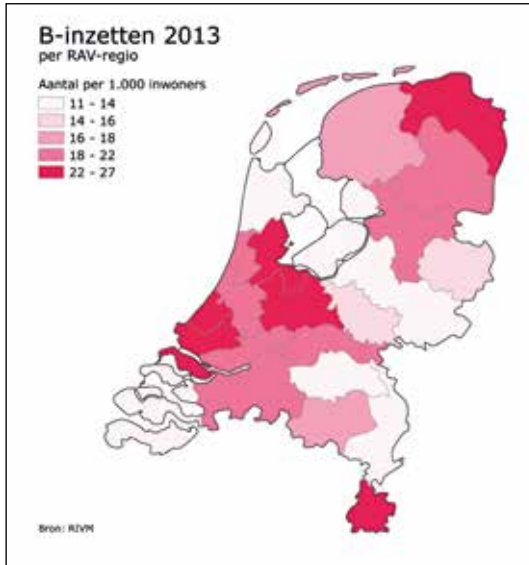 B-inzetten 2013
per RAV-regio
Aantal per 1.000 inwoners
11 - 14
14 - 16
16 - 18
18 - 22
22 - 27
Bron: RIVM